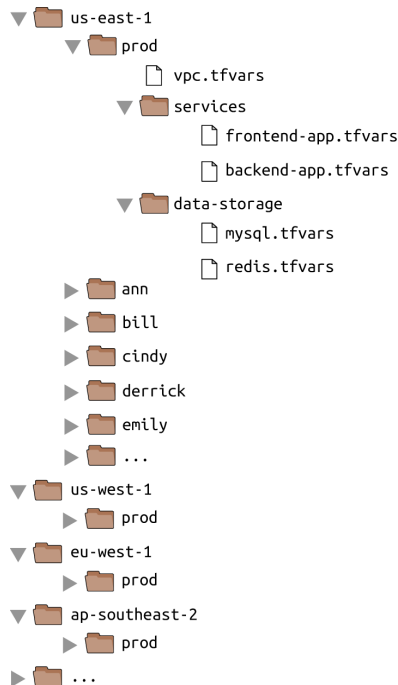 us-east-1
prod
vpc.tfvars
services
frontend-app.tfvars
backend-app.tfvars
data-storage
mysql.tfvars
redis.tfvars
ann
bill
cindy
derrick
emily
...
us-west-1
prod
eu-west-1
prod
ap-southeast-2
prod
...